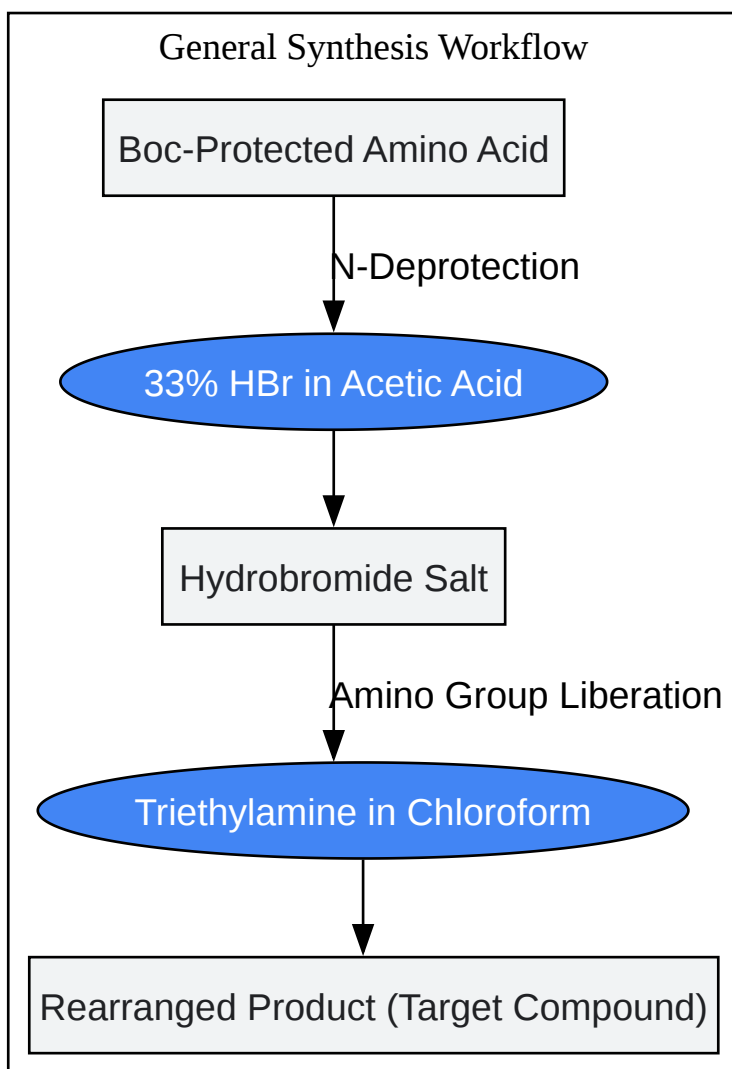 General Synthesis Workflow
Boc-Protected Amino Acid
N-Deprotection
33% HBr in Acetic Acid
Hydrobromide Salt
Amino Group Liberation
Triethylamine in Chloroform
Rearranged Product (Target Compound)